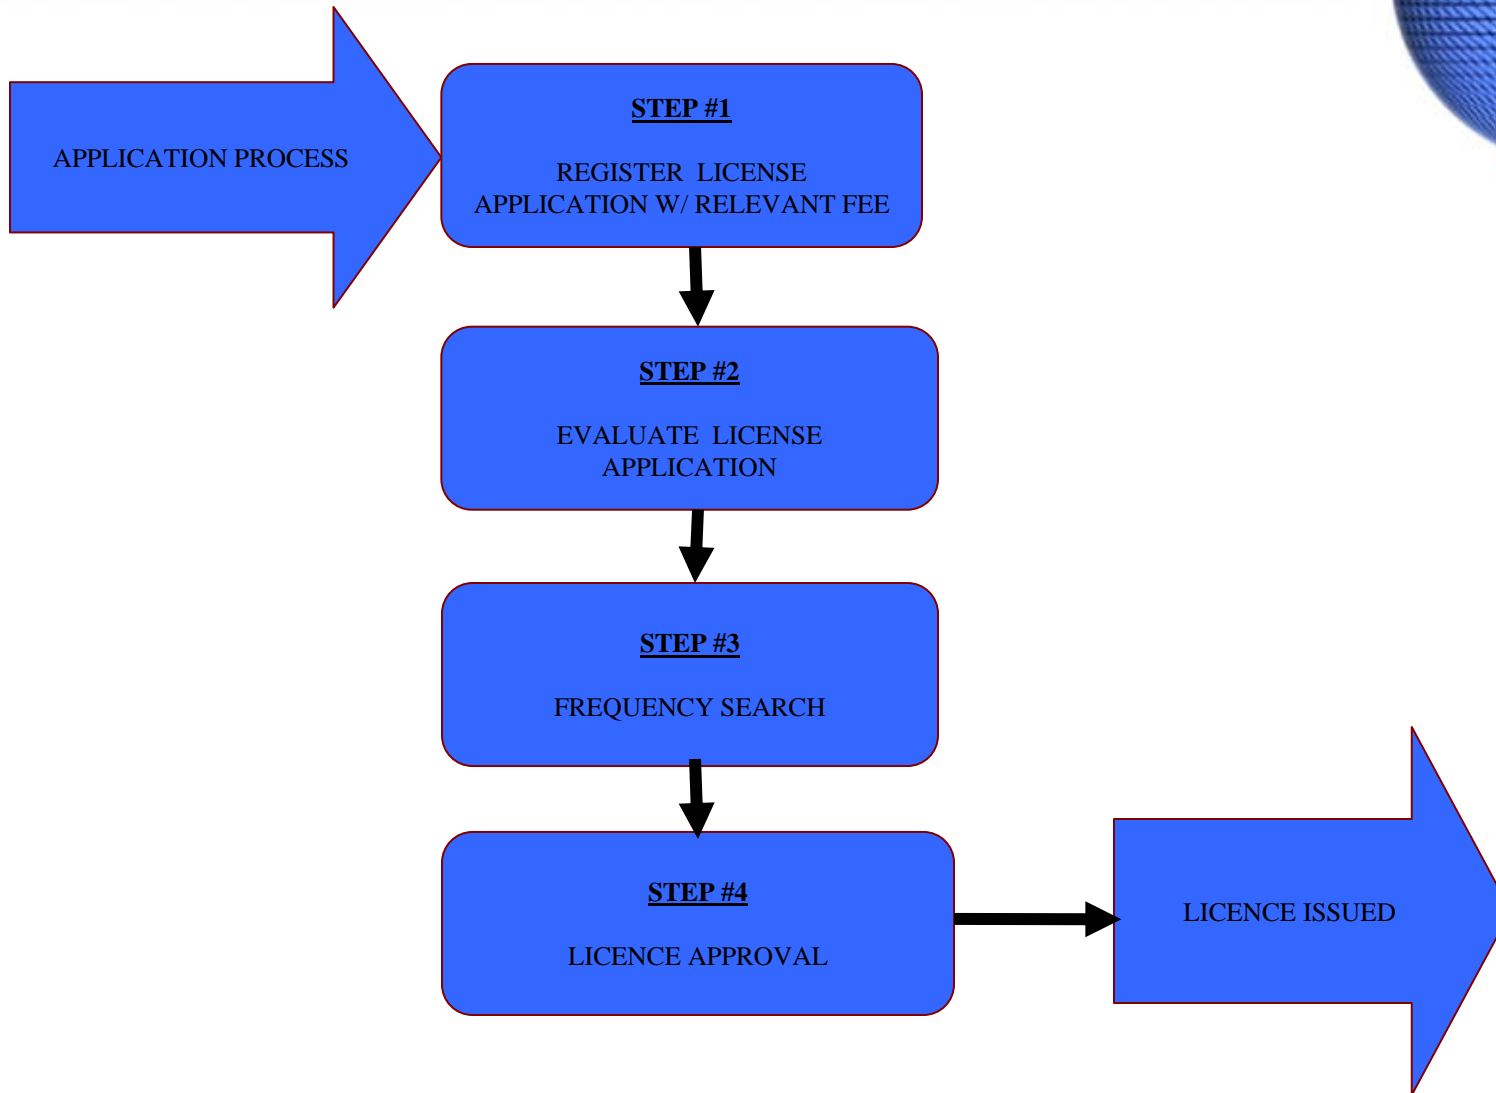 APPLICATION PROCESS
STEP #1
REGISTER LICENSE
APPLICATION W/ RELEVANT FEE
STEP #2
EVALUATE LICENSE
APPLICATION
STEP #3
FREQUENCY SEARCH
STEP #4
LICENCE APPROVAL
LICENCE ISSUED